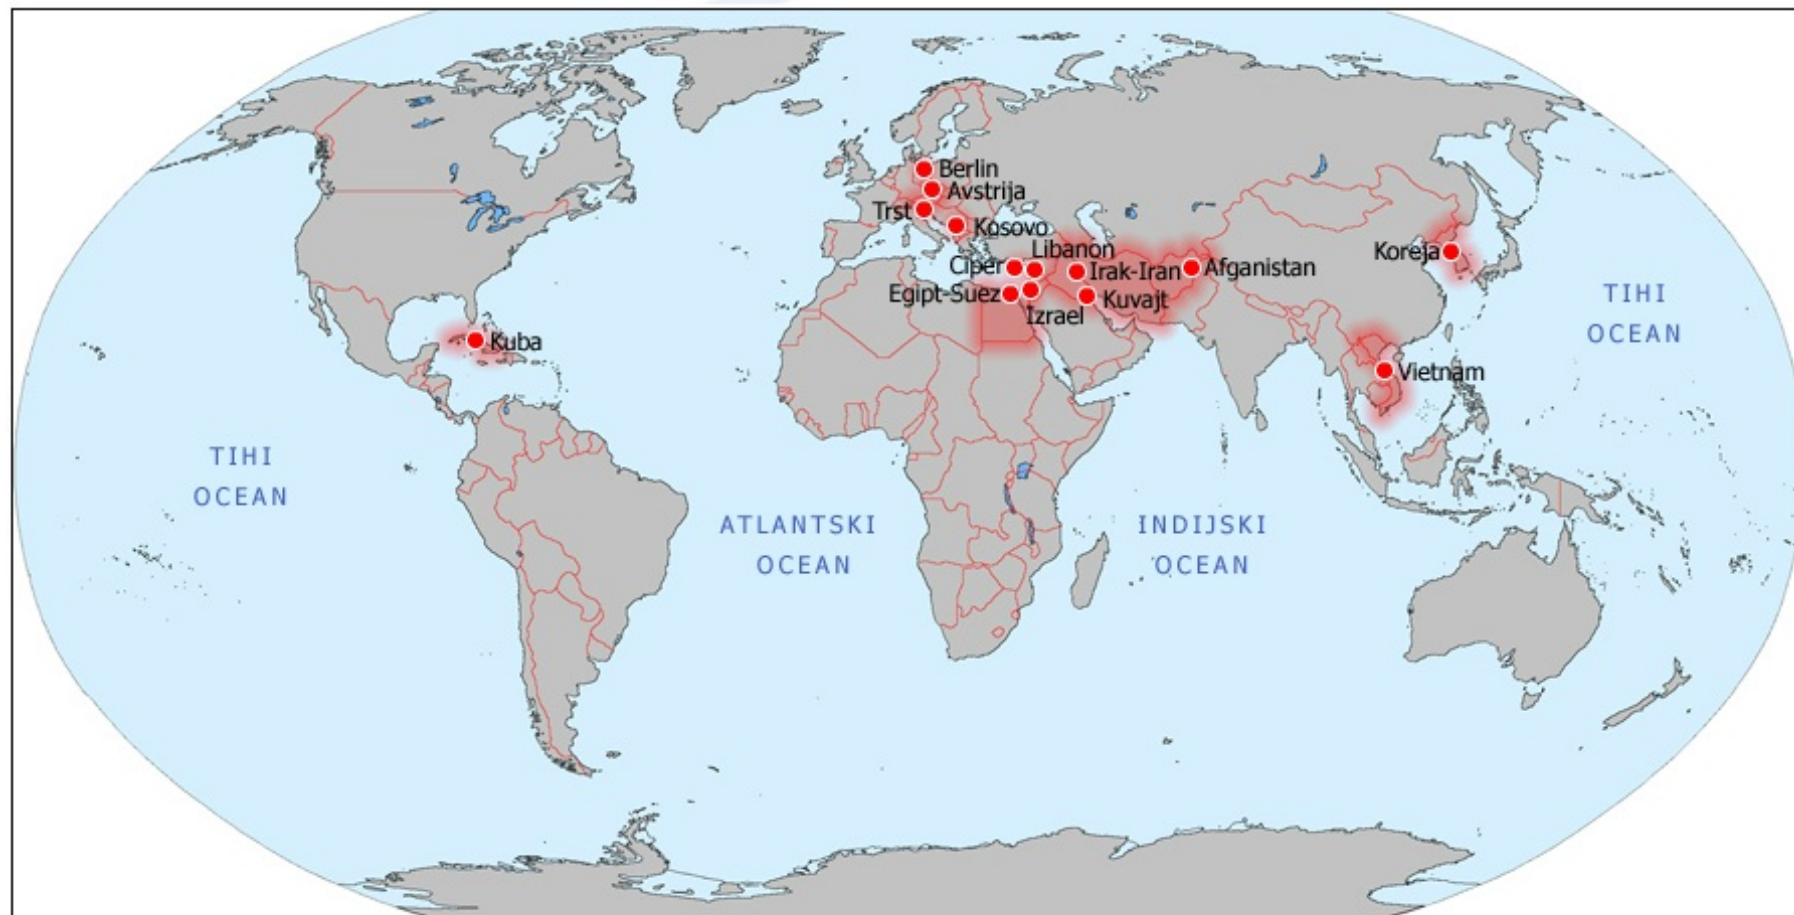 Berlin
Avstrija
Trst
Kosovo
Libanon
Ciper
Irak-Iran
Afganistan
Koreja
Egipt-Suez
Kuvajt
Izrael
TIHI
OCEAN
Kuba
Vietnam
TIHI
OCEAN
ATLANTSKI
OCEAN
INDIJSKI
OCEAN